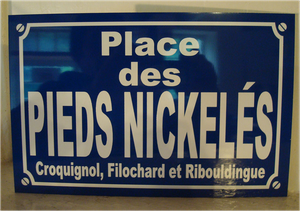 Place
des
PIEDS NICKELÉS
Croquignol, Filochard et Ribouldingue